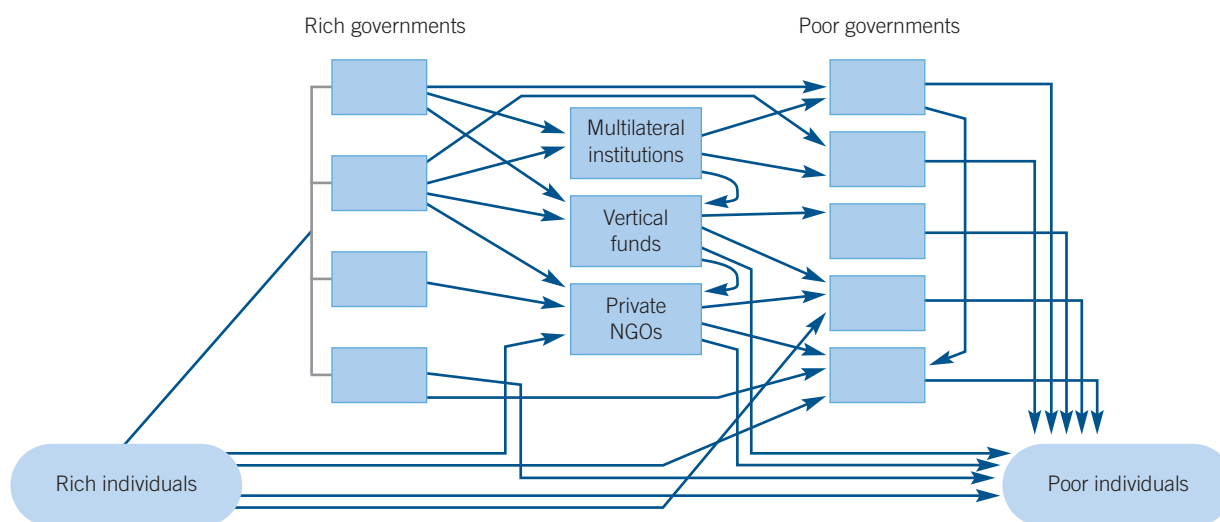 Rich governments
Poor governments
Multilateral
institutions
Vertical
funds
Private
NGOs
Rich individuals
Poor individuals